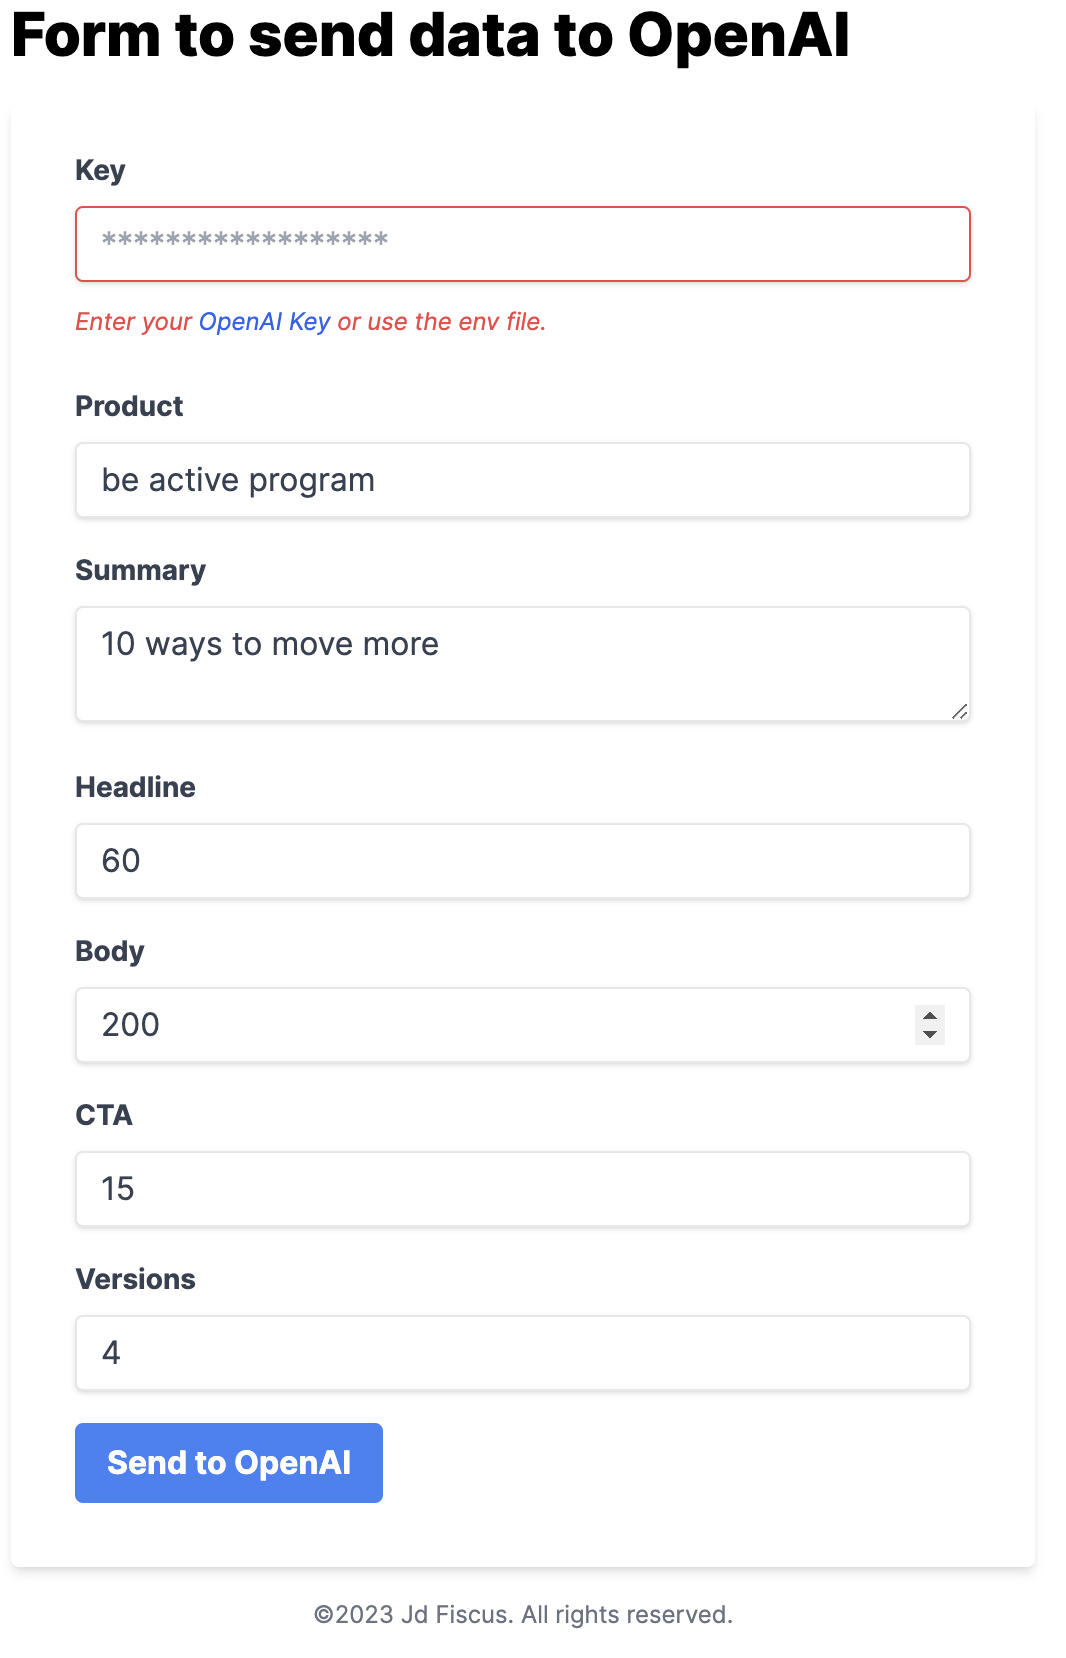 Form to send data to OpenAI
Key
******************
Enter your OpenAI Key or use the env file.
Product
be active program
Summary
10 ways to move more
Headline
60
Body
200
CTA
15
Versions
4
Send to OpenAI
©2023 Jd Fiscus. All rights reserved.